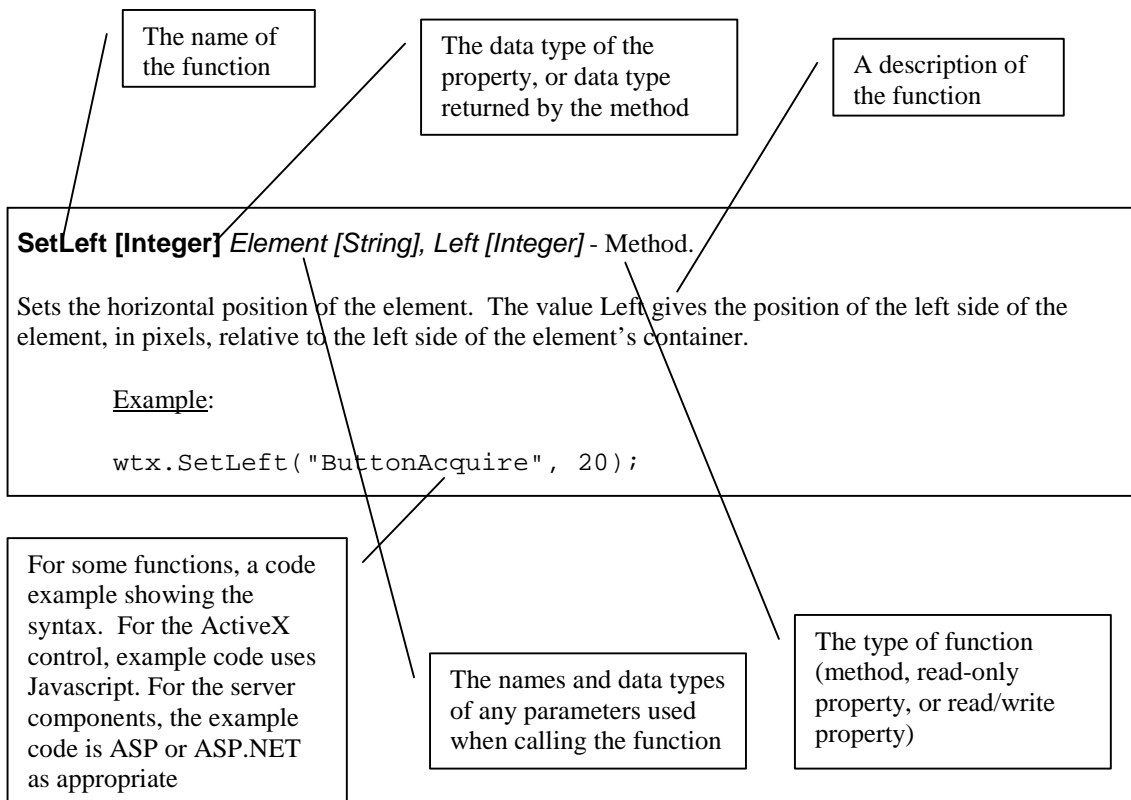 The name of
the function
The data type of the
property, or data type
returned by the method
A description of
the function
SetLeft [Integer] Element [String], Left [Integer] - Method.
Sets the horizontal position of the element.  The value Left gives the position of the left side of the
element, in pixels, relative to the left side of the element’s container.
Example:
wtx.SetLeft("ButtonAcquire", 20);
For some functions, a code
example showing the
syntax.  For the ActiveX
control, example code uses
Javascript. For the server
components, the example
code is ASP or ASP.NET
as appropriate
The names and data types
of any parameters used
when calling the function
The type of function
(method, read-only
property, or read/write
property)